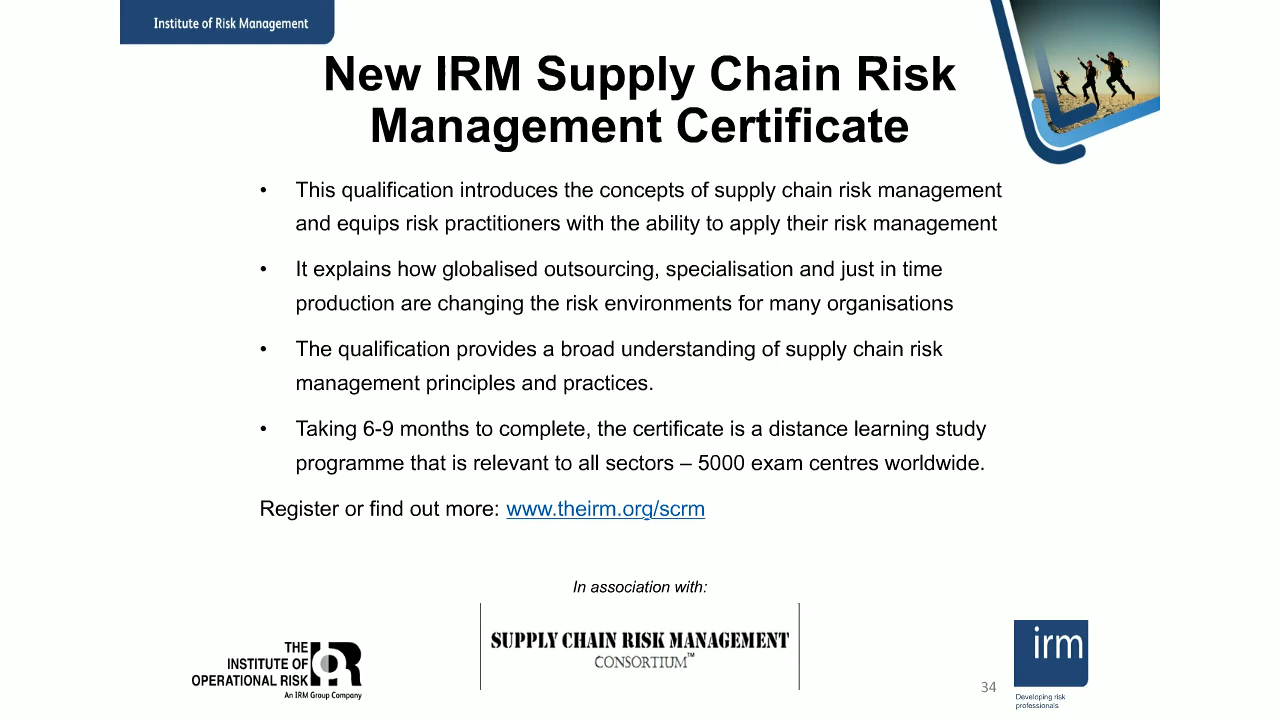 Institute of Risk Management
New IRM Supply Chain Risk
Management Certificate
• This qualification introduces the concepts of supply chain risk management
and equips risk practitioners with the ability to apply their risk management
• It explains how globalised outsourcing, specialisation and just in time
production are changing the risk environments for many organisations
• The qualification provides a broad understanding of supply chain risk
management principles and practices.
• Taking 6-9 months to complete, the certificate is a distance learning study
programme that is relevant to all sectors – 5000 exam centres worldwide.
Register or find out more: www.theirm.org/scrm
In association with:
THE
INSTITUTE OF
OPERATIONAL RISK
IOR
An IRM Group Company
SUPPLY CHAIN RISK MANAGEMENT
CONSORTIUM™
34
irm
Developing risk
professionals